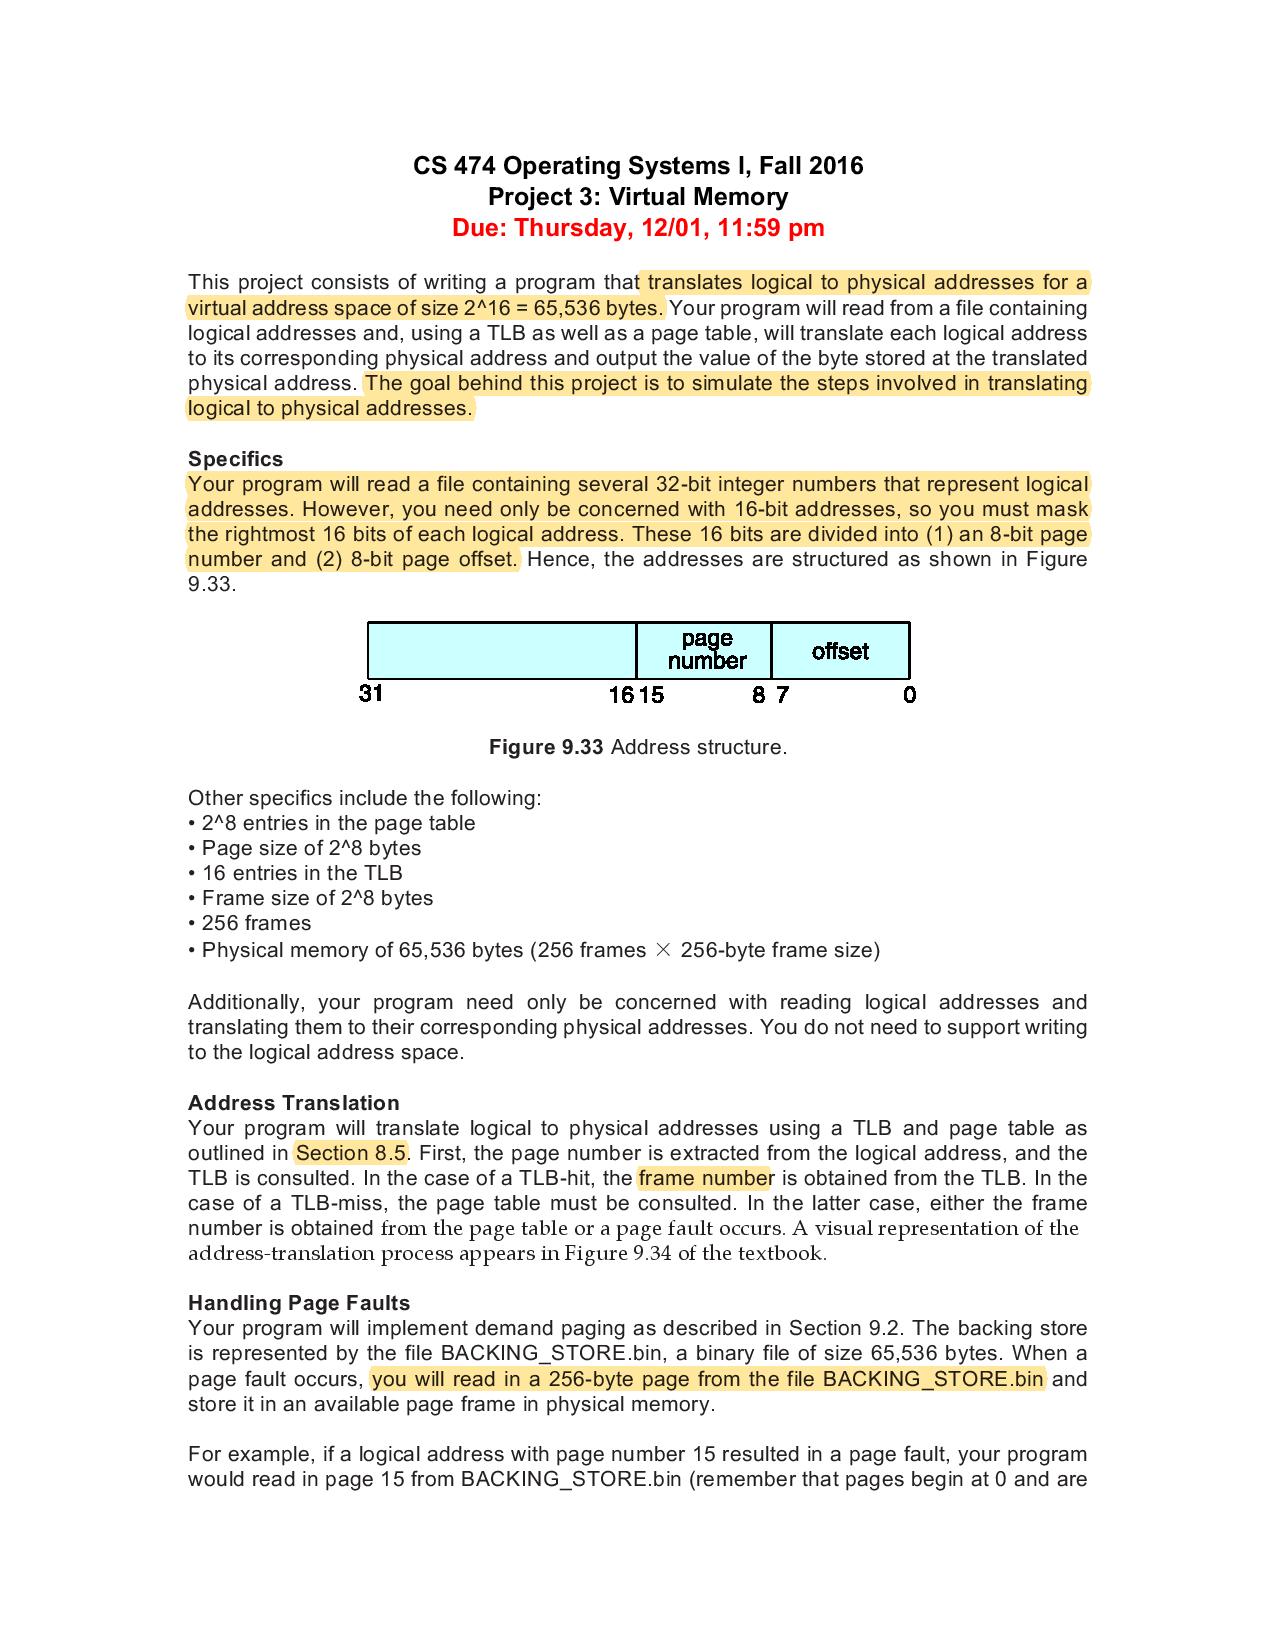 CS 474 Operating Systems I, Fall 2016
Project 3: Virtual Memory
Due: Thursday, 12/01, 11:59 pm
This project consists of writing a program that translates logical to physical addresses for a
virtual address space of size 2^16 = 65,536 bytes. Your program will read from a file containing
logical addresses and, using a TLB as well as a page table, will translate each logical address
to its corresponding physical address and output the value of the byte stored at the translated
physical address. The goal behind this project is to simulate the steps involved in translating
logical to physical addresses.
Specifics
Your program will read a file containing several 32-bit integer numbers that represent logical
addresses. However, you need only be concerned with 16-bit addresses, so you must mask
the rightmost 16 bits of each logical address. These 16 bits are divided into (1) an 8-bit page
number and (2) 8-bit page offset. Hence, the addresses are structured as shown in Figure
9.33.
page
number
offset
31 16 15 8 7 0
Figure 9.33 Address structure.
Other specifics include the following:
• 2^8 entries in the page table
• Page size of 2^8 bytes
• 16 entries in the TLB
• Frame size of 2^8 bytes
• 256 frames
• Physical memory of 65,536 bytes (256 frames × 256-byte frame size)
Additionally, your program need only be concerned with reading logical addresses and
translating them to their corresponding physical addresses. You do not need to support writing
to the logical address space.
Address Translation
Your program will translate logical to physical addresses using a TLB and page table as
outlined in Section 8.5. First, the page number is extracted from the logical address, and the
TLB is consulted. In the case of a TLB-hit, the frame number is obtained from the TLB. In the
case of a TLB-miss, the page table must be consulted. In the latter case, either the frame
number is obtained from the page table or a page fault occurs. A visual representation of the
address-translation process appears in Figure 9.34 of the textbook.
Handling Page Faults
Your program will implement demand paging as described in Section 9.2. The backing store
is represented by the file BACKING_STORE.bin, a binary file of size 65,536 bytes. When a
page fault occurs, you will read in a 256-byte page from the file BACKING_STORE.bin and
store it in an available page frame in physical memory.
For example, if a logical address with page number 15 resulted in a page fault, your program
would read in page 15 from BACKING_STORE.bin (remember that pages begin at 0 and are